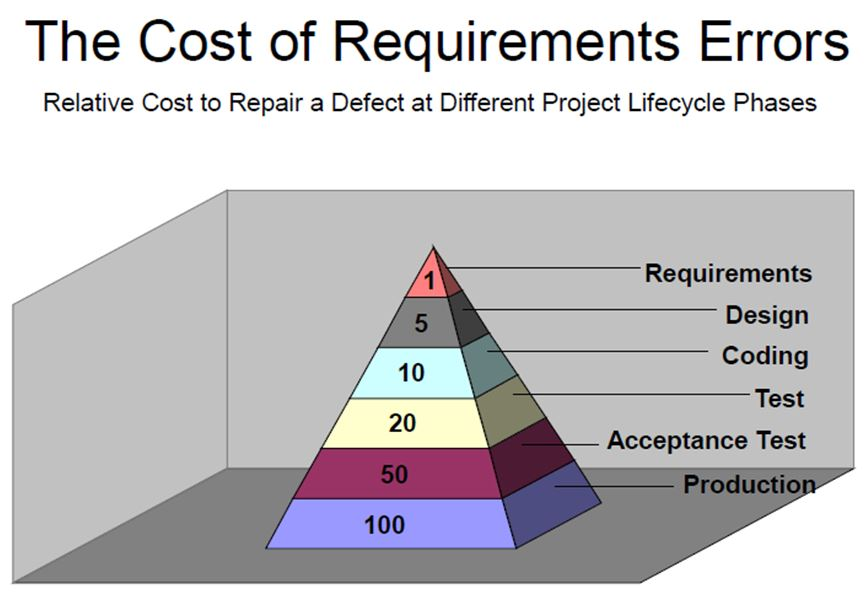 The Cost of Requirements Errors
Relative Cost to Repair a Defect at Different Project Lifecycle Phases
1 Requirements
5 Design
10 Coding
20 Test
50 Acceptance Test
100 Production